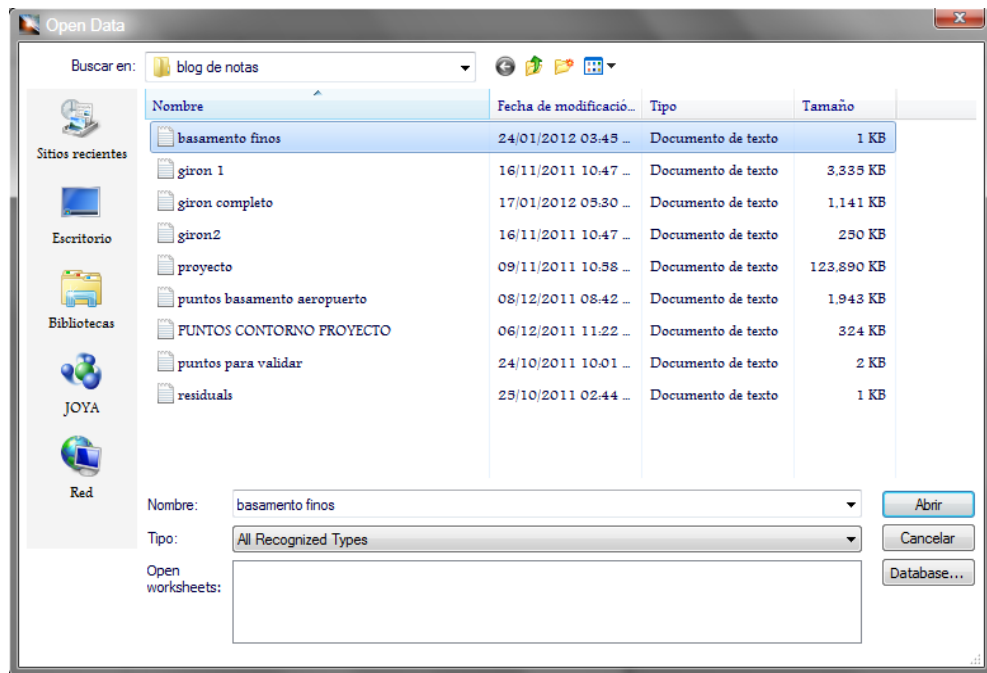 Open Data
Buscar en: blog de notas
Nombre Fecha de modificació... Tipo Tamaño
basamento finos 24/01/2012 03:45 ... Documento de texto 1 KB
giron 1 16/11/2011 10:47 ... Documento de texto 3,335 KB
giron completo 17/01/2012 05:30 ... Documento de texto 1,141 KB
giron2 16/11/2011 10:47 ... Documento de texto 250 KB
proyecto 09/11/2011 10:58 ... Documento de texto 123,890 KB
puntos basamento aeropuerto 08/12/2011 08:42 ... Documento de texto 1,943 KB
PUNTOS CONTORNO PROYECTO 06/12/2011 11:22 ... Documento de texto 324 KB
puntos para validar 24/10/2011 10:01 ... Documento de texto 2 KB
residuals 25/10/2011 02:44 ... Documento de texto 1 KB
Sitios recientes
Escritorio
Bibliotecas
JOYA
Red
Nombre: basamento finos Abrir
Tipo: All Recognized Types Cancelar
Open
worksheets:
Database...